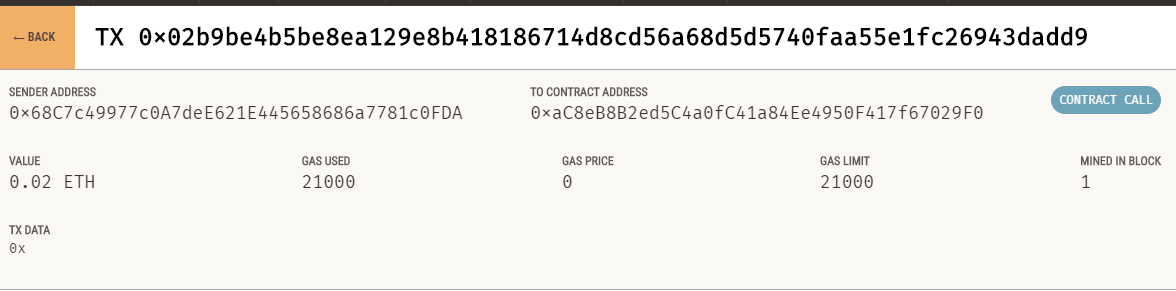 ← BACK
TX 0×02b9be4b5be8ea129e8b418186714d8cd56a68d5d5740faa55e1fc26943dadd9
SENDER ADDRESS
0×68C7c49977c0A7deE621E445658686a7781c0FDA
TO CONTRACT ADDRESS
0×aC8eB8B2ed5C4a0fC41a84Ee4950F417f67029F0
CONTRACT CALL
VALUE
0.02 ETH
GAS USED
21000
GAS PRICE
0
GAS LIMIT
21000
MINED IN BLOCK
1
TX DATA
0x